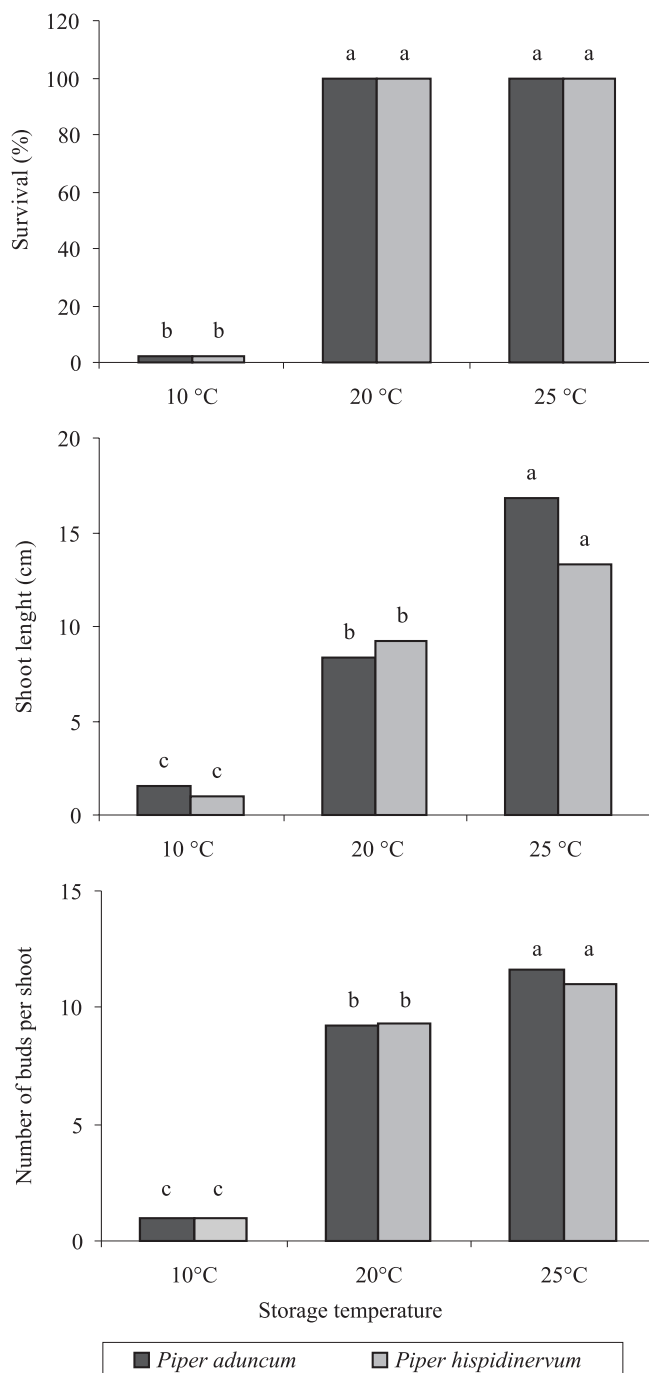 120
100
80
60
40
20
0
Survival (%)
a a a a
b b
10 °C 20 °C 25 °C
20
15
10
5
0
Shoot lenght (cm)
a
a
b b
c c
10 °C 20 °C 25 °C
15
10
5
0
Number of buds per shoot
a a
b b
c c
10°C 20°C 25°C
Storage temperature
Piper aduncum Piper hispidinervum